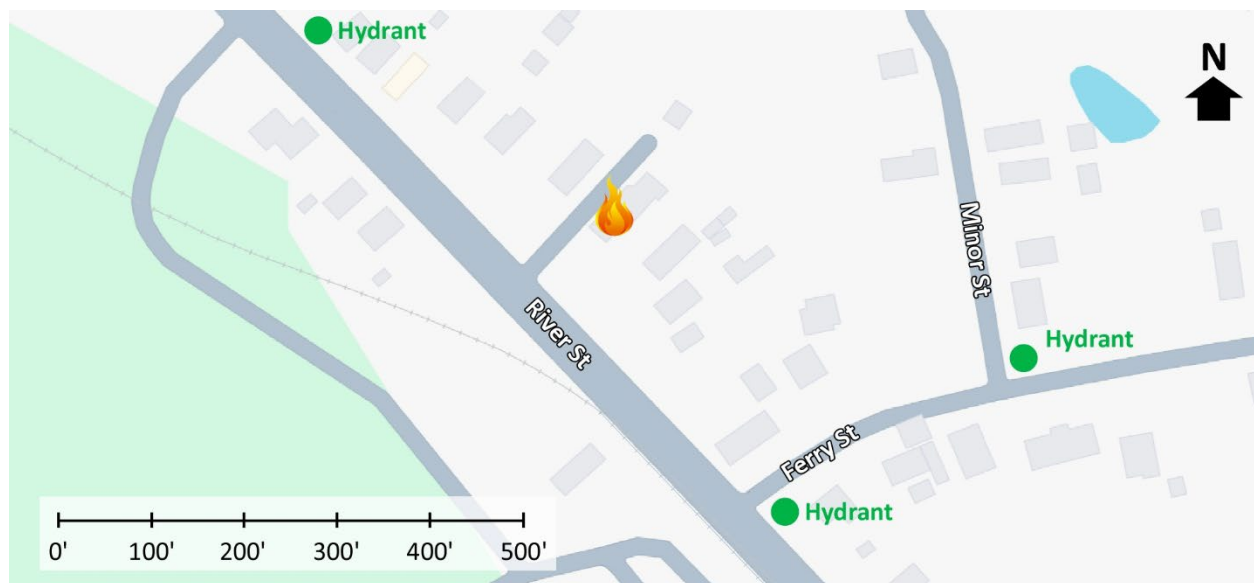 Hydrant
N
River St
Minor St
Hydrant
Ferry St
Hydrant
0' 100' 200' 300' 400' 500'